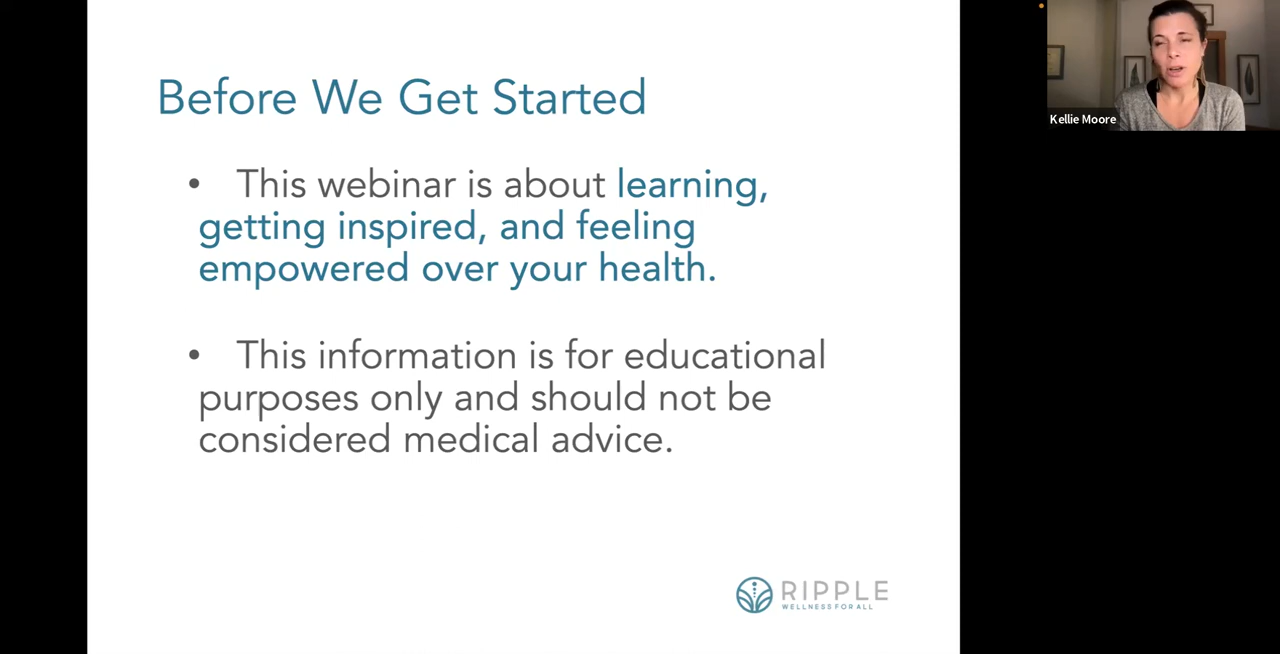 Before We Get Started
• This webinar is about learning,
getting inspired, and feeling
empowered over your health.
• This information is for educational
purposes only and should not be
considered medical advice.
RIPPLE
WELLNESS FOR ALL
Kellie Moore